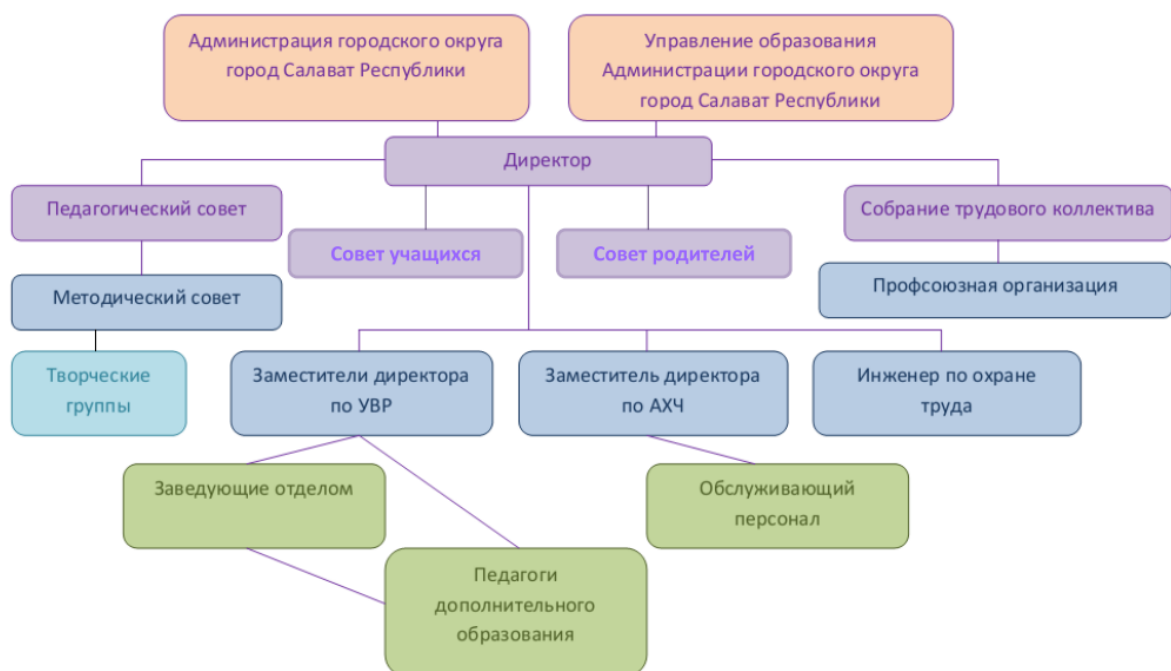 Администрация городского округа
город Салават Республики
Управление образования
Администрации городского округа
город Салават Республики
Директор
Педагогический совет
Собрание трудового коллектива
Совет учащихся
Совет родителей
Методический совет
Профсоюзная организация
Творческие
группы
Заместители директора
по УВР
Заместитель директора
по АХЧ
Инженер по охране
труда
Заведующие отделом
Обслуживающий
персонал
Педагоги
дополнительного
образования